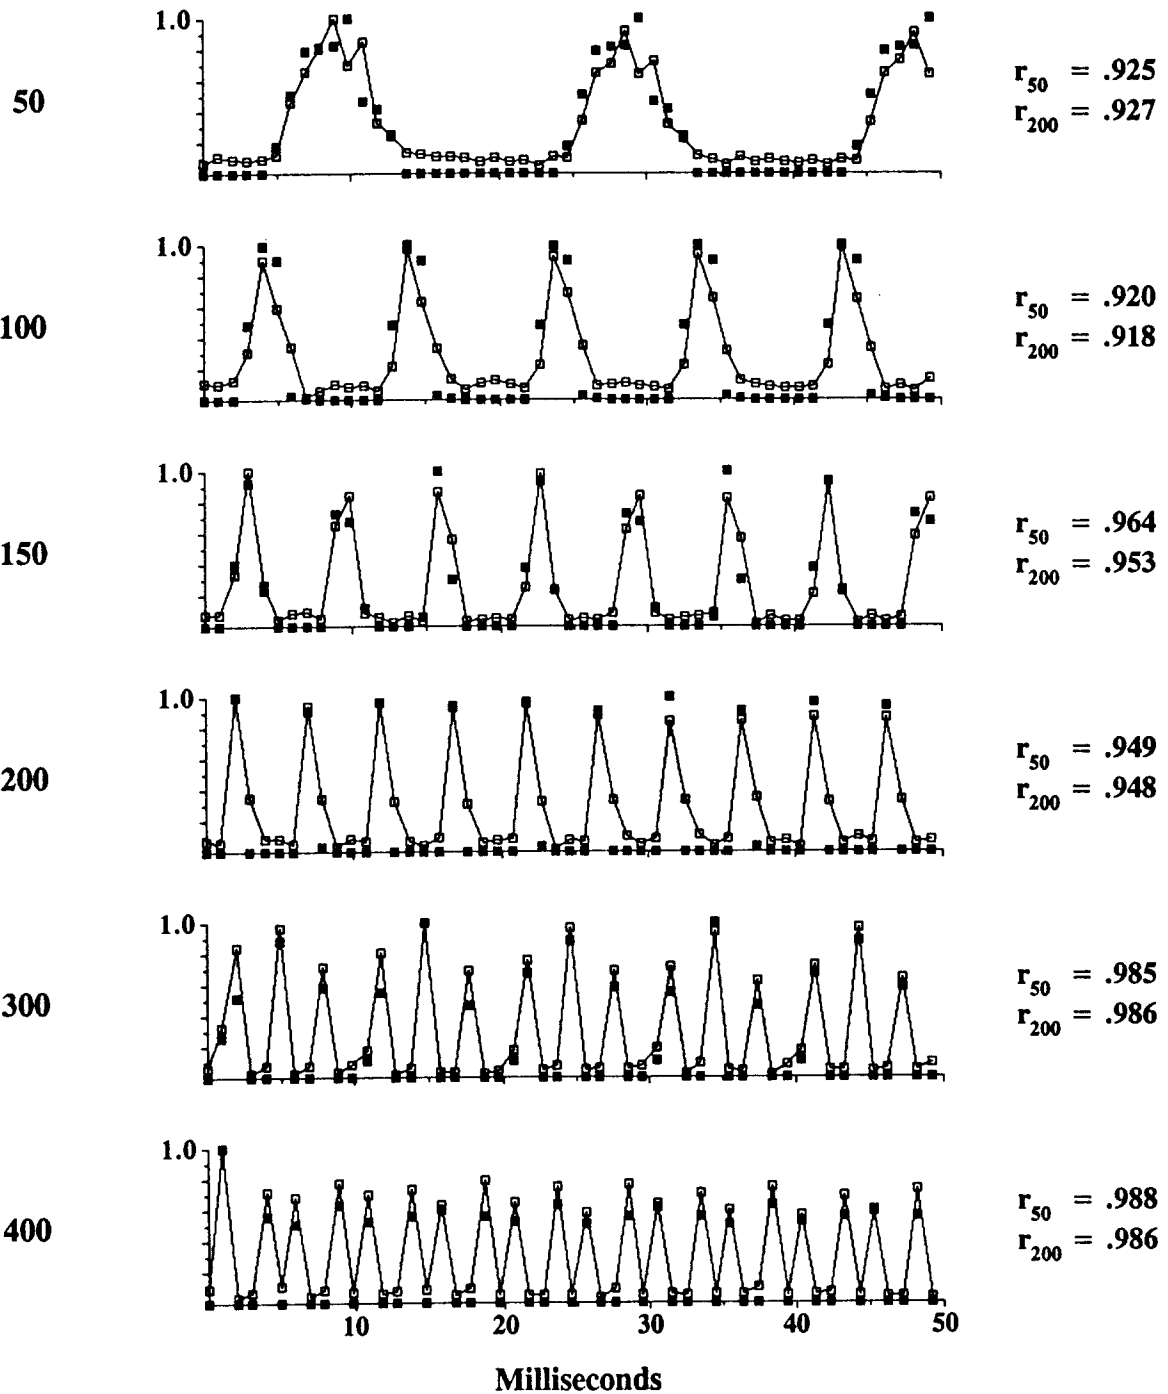 1.0
50
r50 = .925
r200 = .927
1.0
100
r50 = .920
r200 = .918
1.0
150
r50 = .964
r200 = .953
1.0
200
r50 = .949
r200 = .948
1.0
300
r50 = .985
r200 = .986
1.0
400
r50 = .988
r200 = .986
10 20 30 40 50
Milliseconds